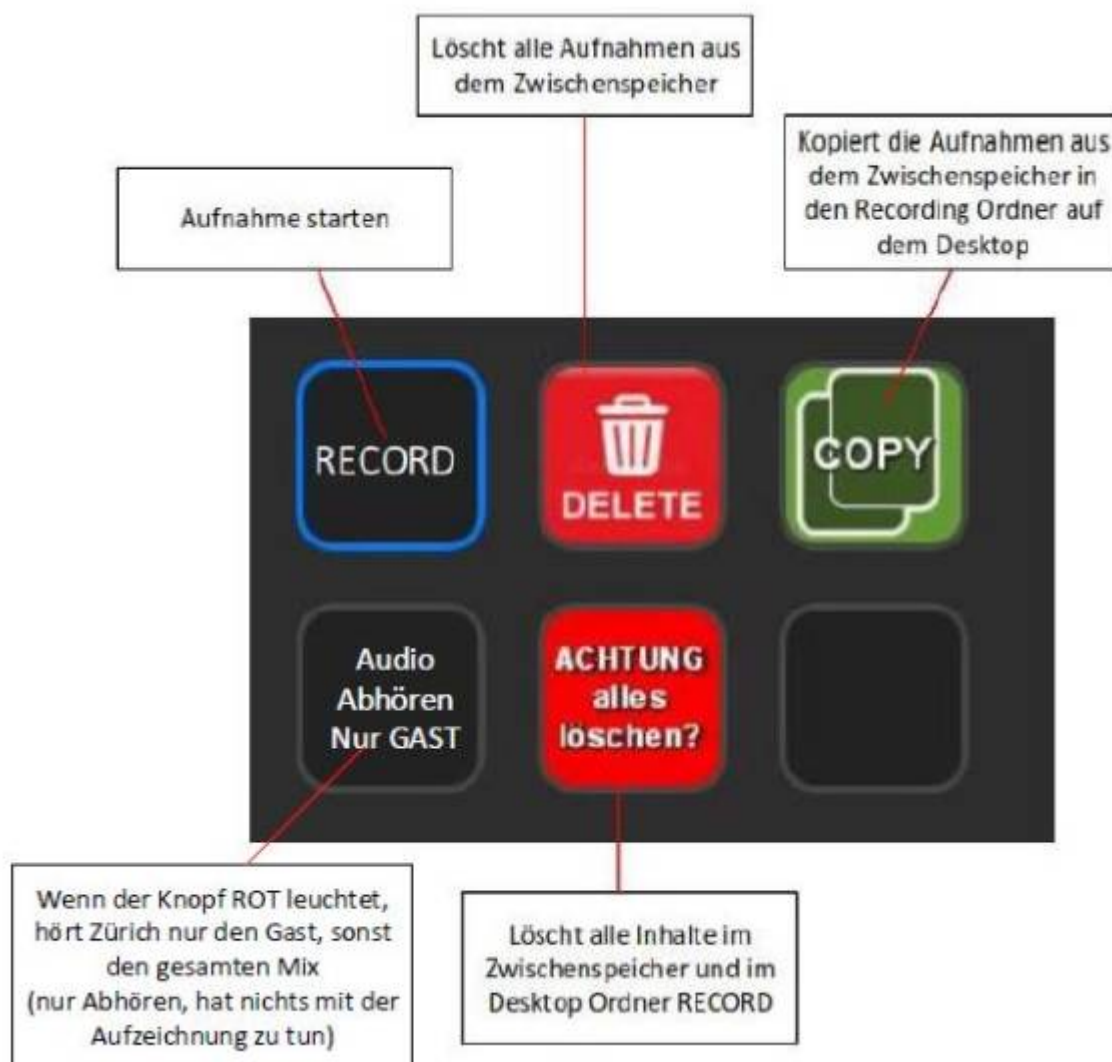 Löscht alle Aufnahmen aus
dem Zwischenspeicher
Kopiert die Aufnahmen aus
dem Zwischenspeicher in
den Recording Ordner auf
dem Desktop
Aufnahme starten
RECORD
DELETE
COPY
Audio
Abhören
Nur GAST
ACHTUNG
alles
löschen?
Wenn der Knopf ROT leuchtet,
hört Zürich nur den Gast, sonst
den gesamten Mix
(nur Abhören, hat nichts mit der
Aufzeichnung zu tun)
Löscht alle Inhalte im
Zwischenspeicher und im
Desktop Ordner RECORD